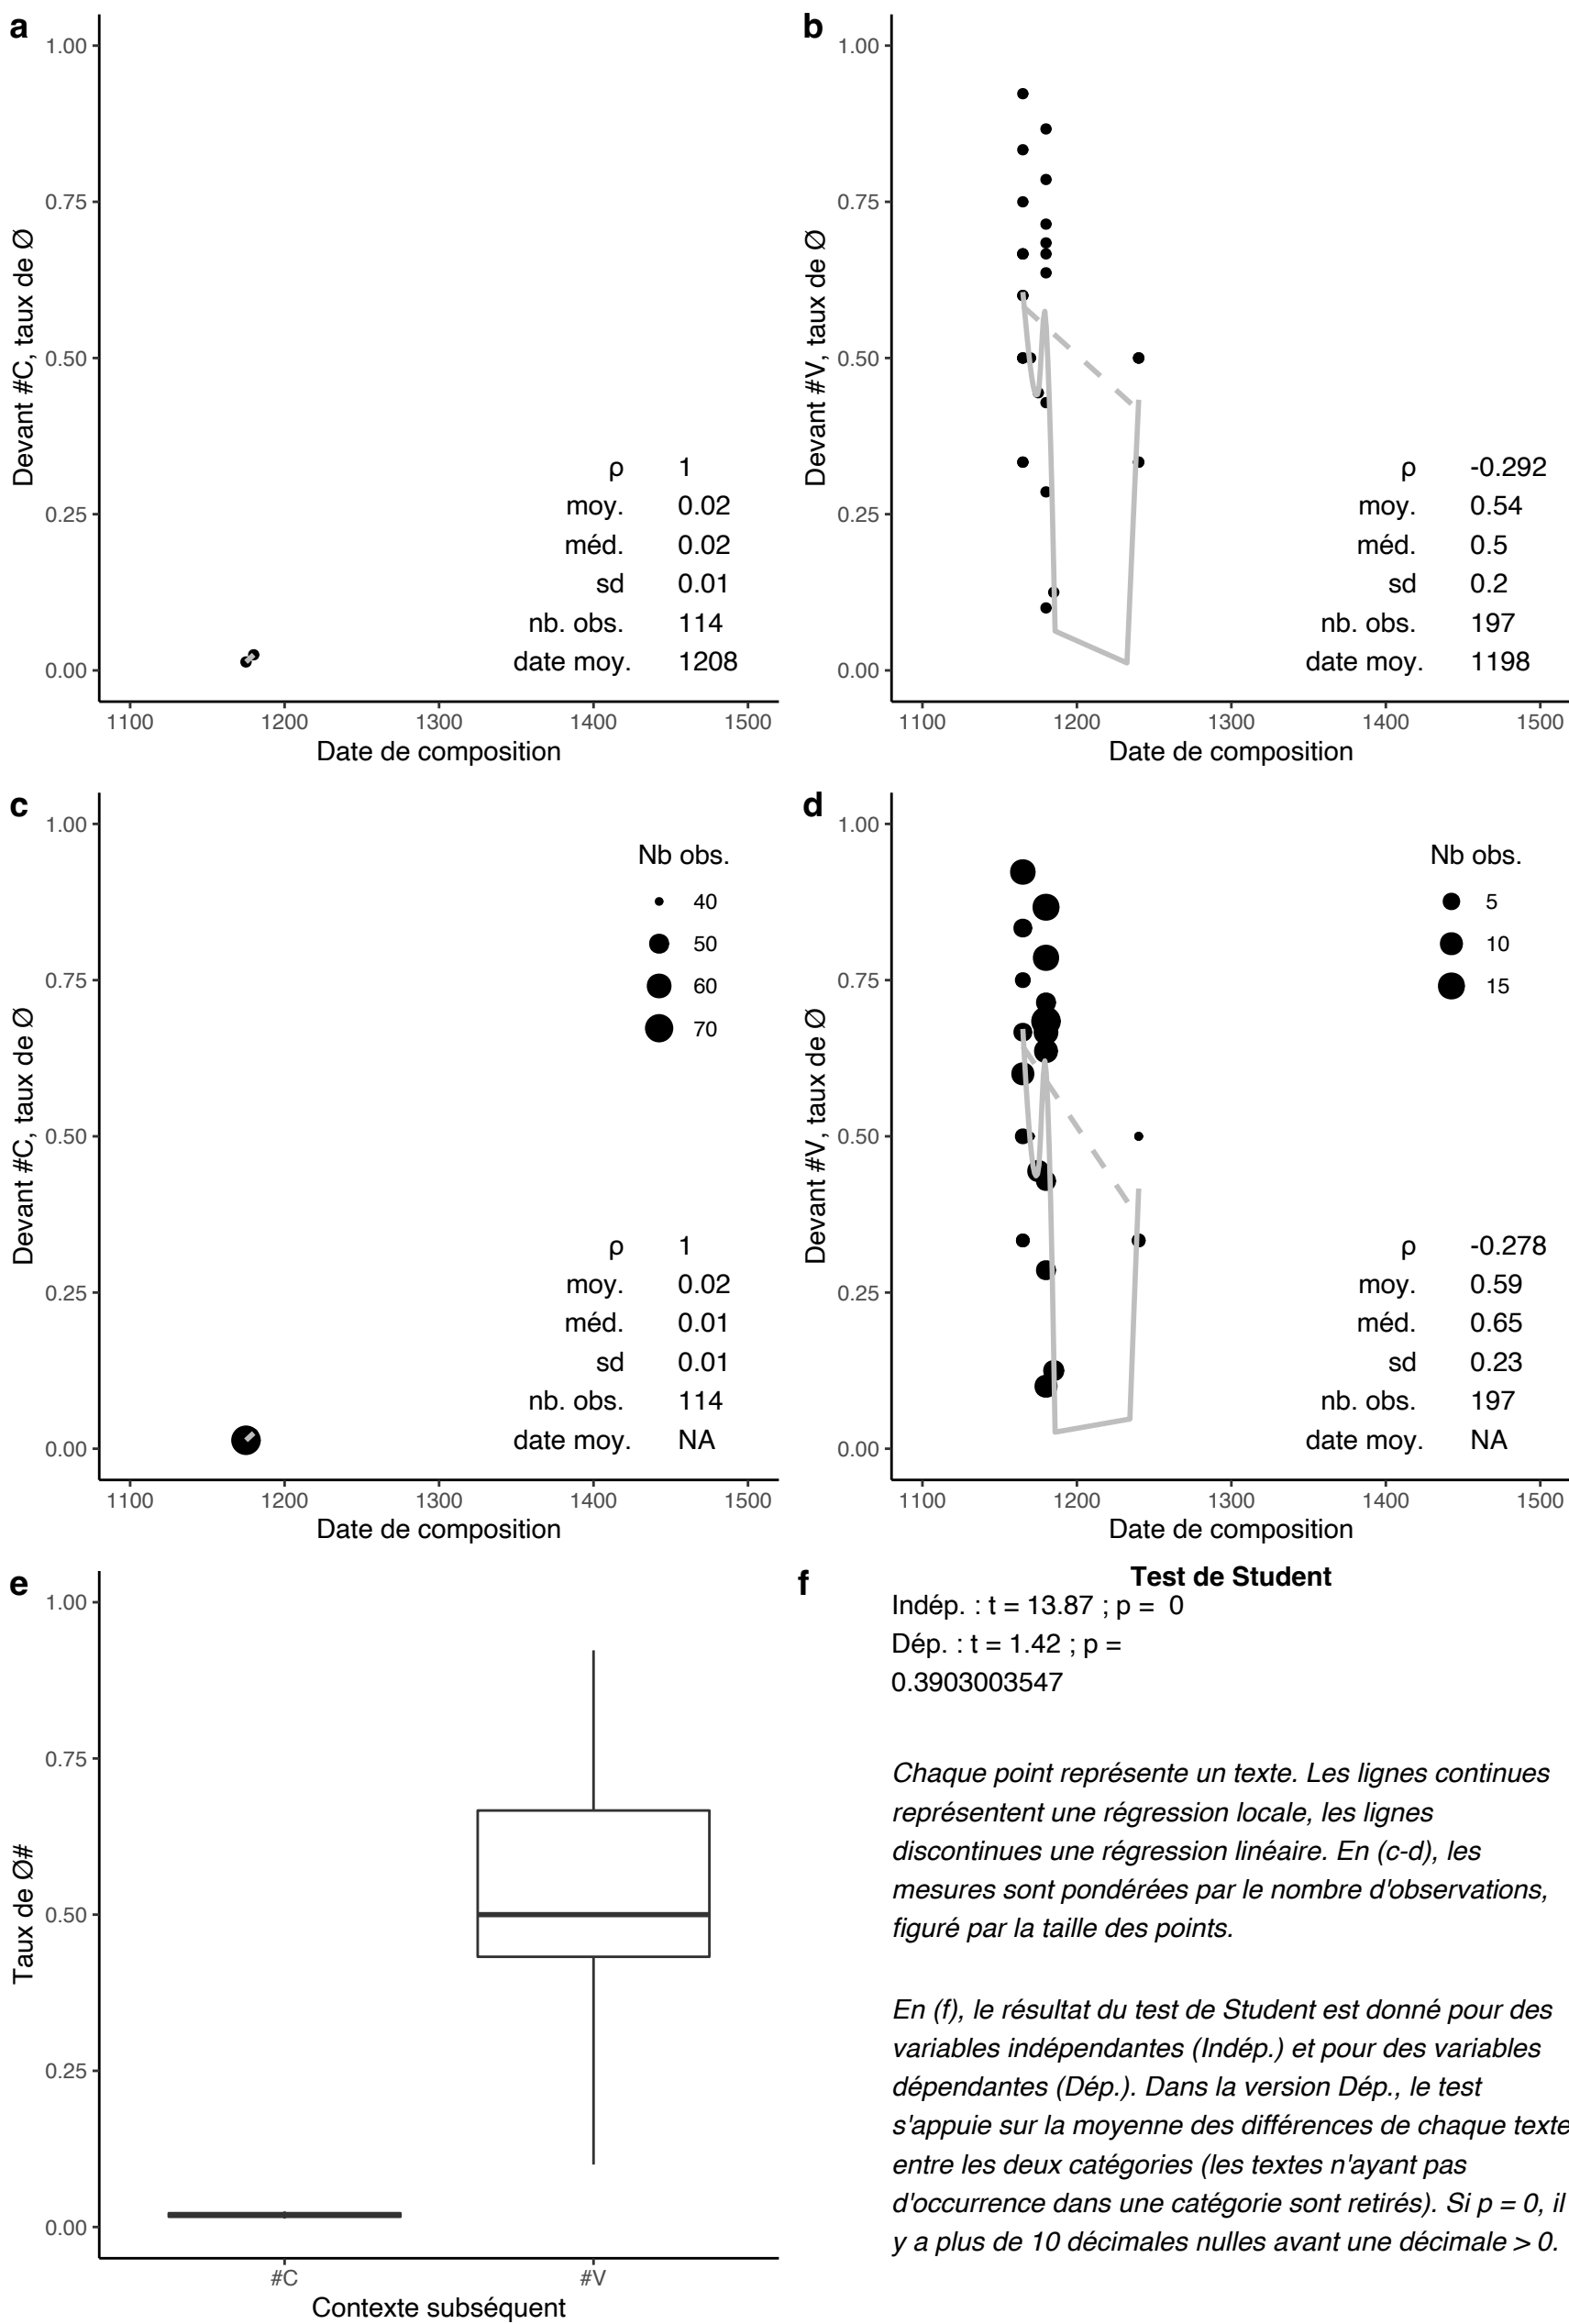 a
1.00
0.75
0.50
0.25
0.00
Devant #C, taux de Ø
ρ 1
moy. 0.02
méd. 0.02
sd 0.01
nb. obs. 114
date moy. 1208
1100 1200 1300 1400 1500
Date de composition
b
1.00
0.75
0.50
0.25
0.00
Devant #V, taux de Ø
ρ -0.292
moy. 0.54
méd. 0.5
sd 0.2
nb. obs. 197
date moy. 1198
1100 1200 1300 1400 1500
Date de composition
c
1.00
0.75
0.50
0.25
0.00
Devant #C, taux de Ø
Nb obs.
40
50
60
70
ρ 1
moy. 0.02
méd. 0.01
sd 0.01
nb. obs. 114
date moy. NA
1100 1200 1300 1400 1500
Date de composition
d
1.00
0.75
0.50
0.25
0.00
Devant #V, taux de Ø
Nb obs.
5
10
15
ρ -0.278
moy. 0.59
méd. 0.65
sd 0.23
nb. obs. 197
date moy. NA
1100 1200 1300 1400 1500
Date de composition
e
1.00
0.75
0.50
0.25
0.00
Taux de Ø#
#C #V
Contexte subséquent
f
Test de Student
Indép. : t = 13.87 ; p = 0
Dép. : t = 1.42 ; p =
0.3903003547
Chaque point représente un texte. Les lignes continues
représentent une régression locale, les lignes
discontinues une régression linéaire. En (c-d), les
mesures sont pondérées par le nombre d'observations,
figuré par la taille des points.
En (f), le résultat du test de Student est donné pour des
variables indépendantes (Indép.) et pour des variables
dépendantes (Dép.). Dans la version Dép., le test
s'appuie sur la moyenne des différences de chaque texte
entre les deux catégories (les textes n'ayant pas
d'occurrence dans une catégorie sont retirés). Si p = 0, il
y a plus de 10 décimales nulles avant une décimale > 0.